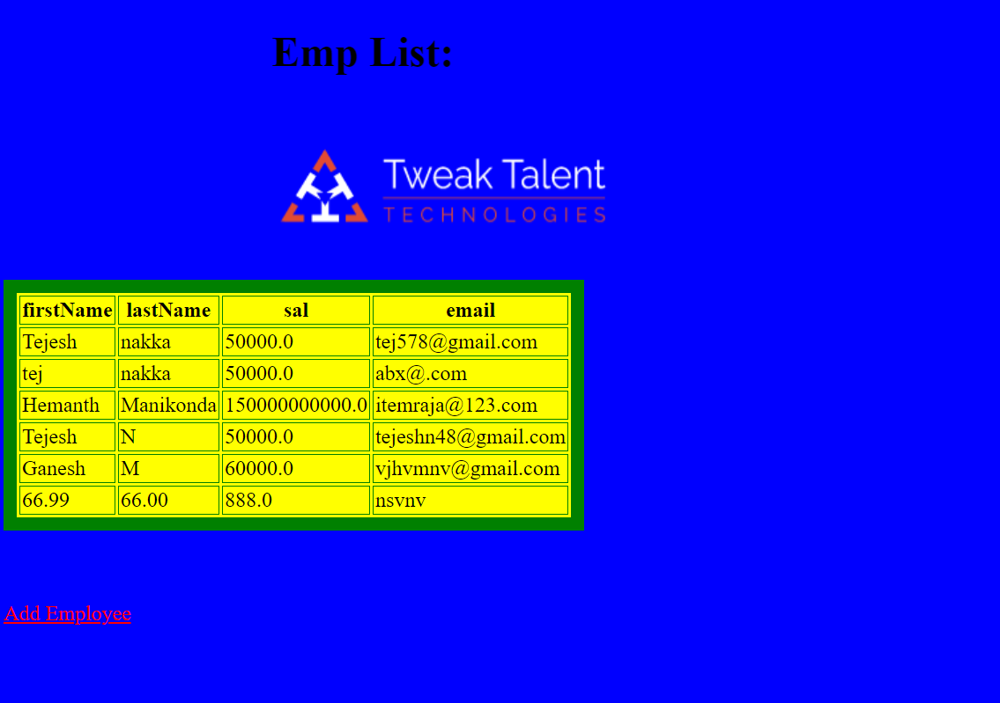 Emp List:
Tweak Talent
TECHNOLOGIES
firstName lastName sal email
Tejesh nakka 50000.0 tej578@gmail.com
tej nakka 50000.0 abx@.com
Hemanth Manikonda 150000000000.0 itemraja@123.com
Tejesh N 50000.0 tejeshn48@gmail.com
Ganesh M 60000.0 vjhvmnv@gmail.com
66.99 66.00 888.0 nsvnv
Add Employee